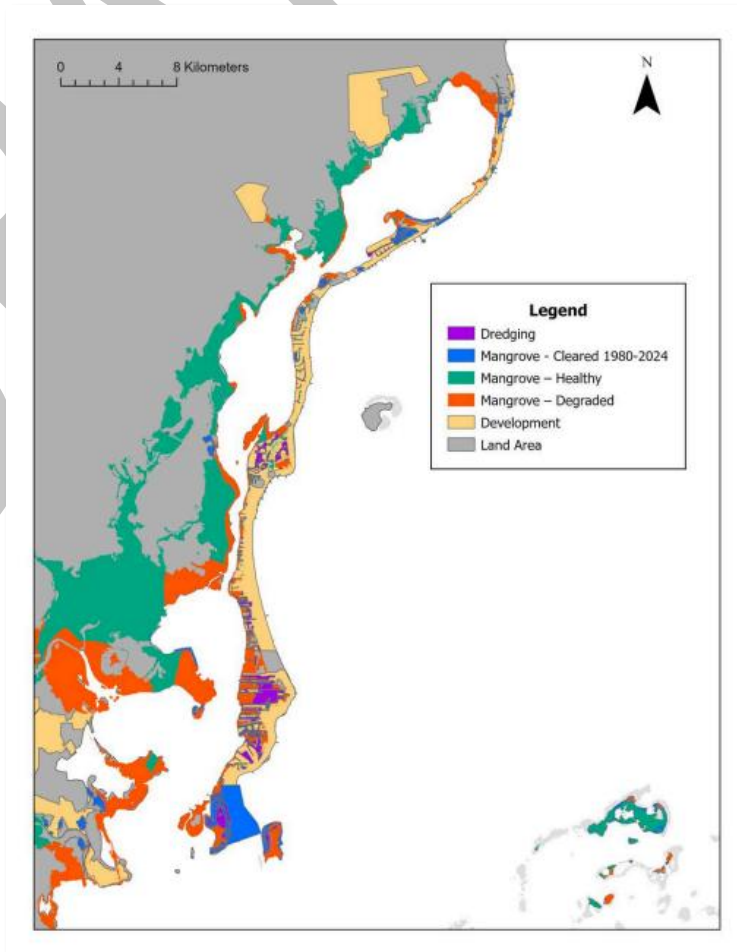 0 4 8 Kilometers
N
Legend
Dredging
Mangrove - Cleared 1980-2024
Mangrove – Healthy
Mangrove – Degraded
Development
Land Area